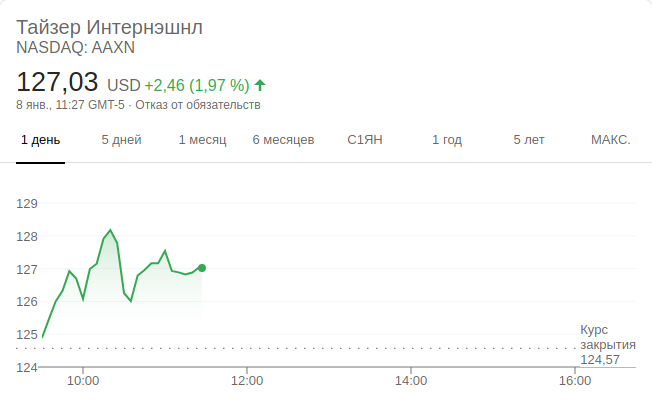 Тайзер Интернэшнл
NASDAQ: AAXN
127,03 USD +2,46 (1,97 %)
8 янв., 11:27 GMT-5 · Отказ от обязательств
1 день 5 дней 1 месяц 6 месяцев С1ЯН 1 год 5 лет МАКС.
129
128
127
126
125
Курс
закрытия
124,57
124
10:00 12:00 14:00 16:00